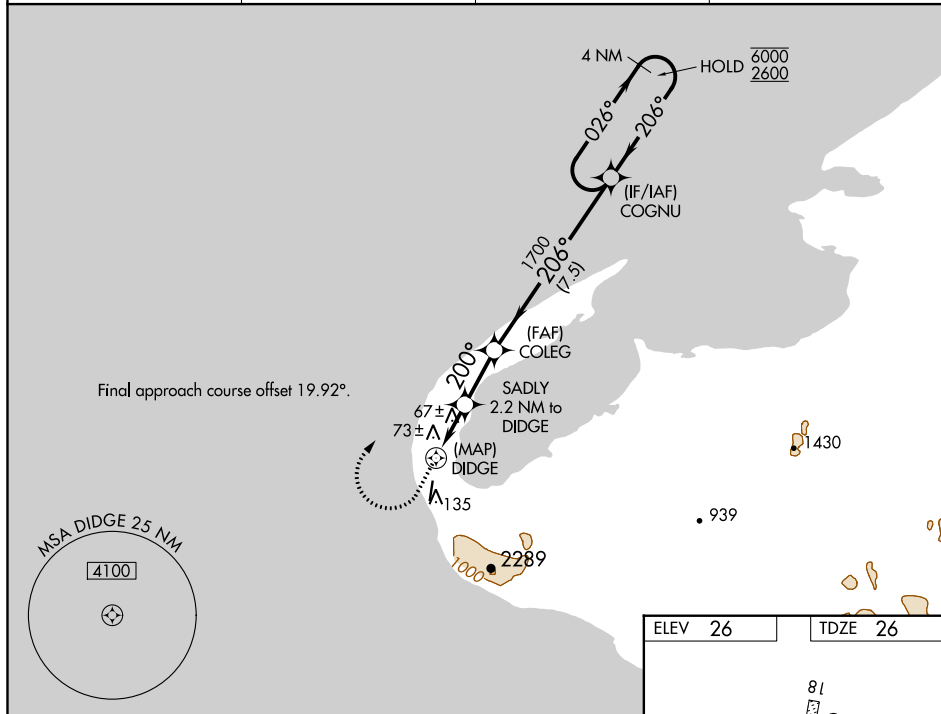 4 NM
HOLD
6000
2600
026°
206°
(IF/IAF)
COGNU
1700
206°
(7.5)
(FAF)
COLEG
200°
SADLY
2.2 NM to
DIDGE
Final approach course offset 19.92°.
67±
73±
(MAP)
DIDGE
135
1430
939
2289
1000
MSA DIDGE 25 NM
4100
ELEV 26
TDZE 26
18